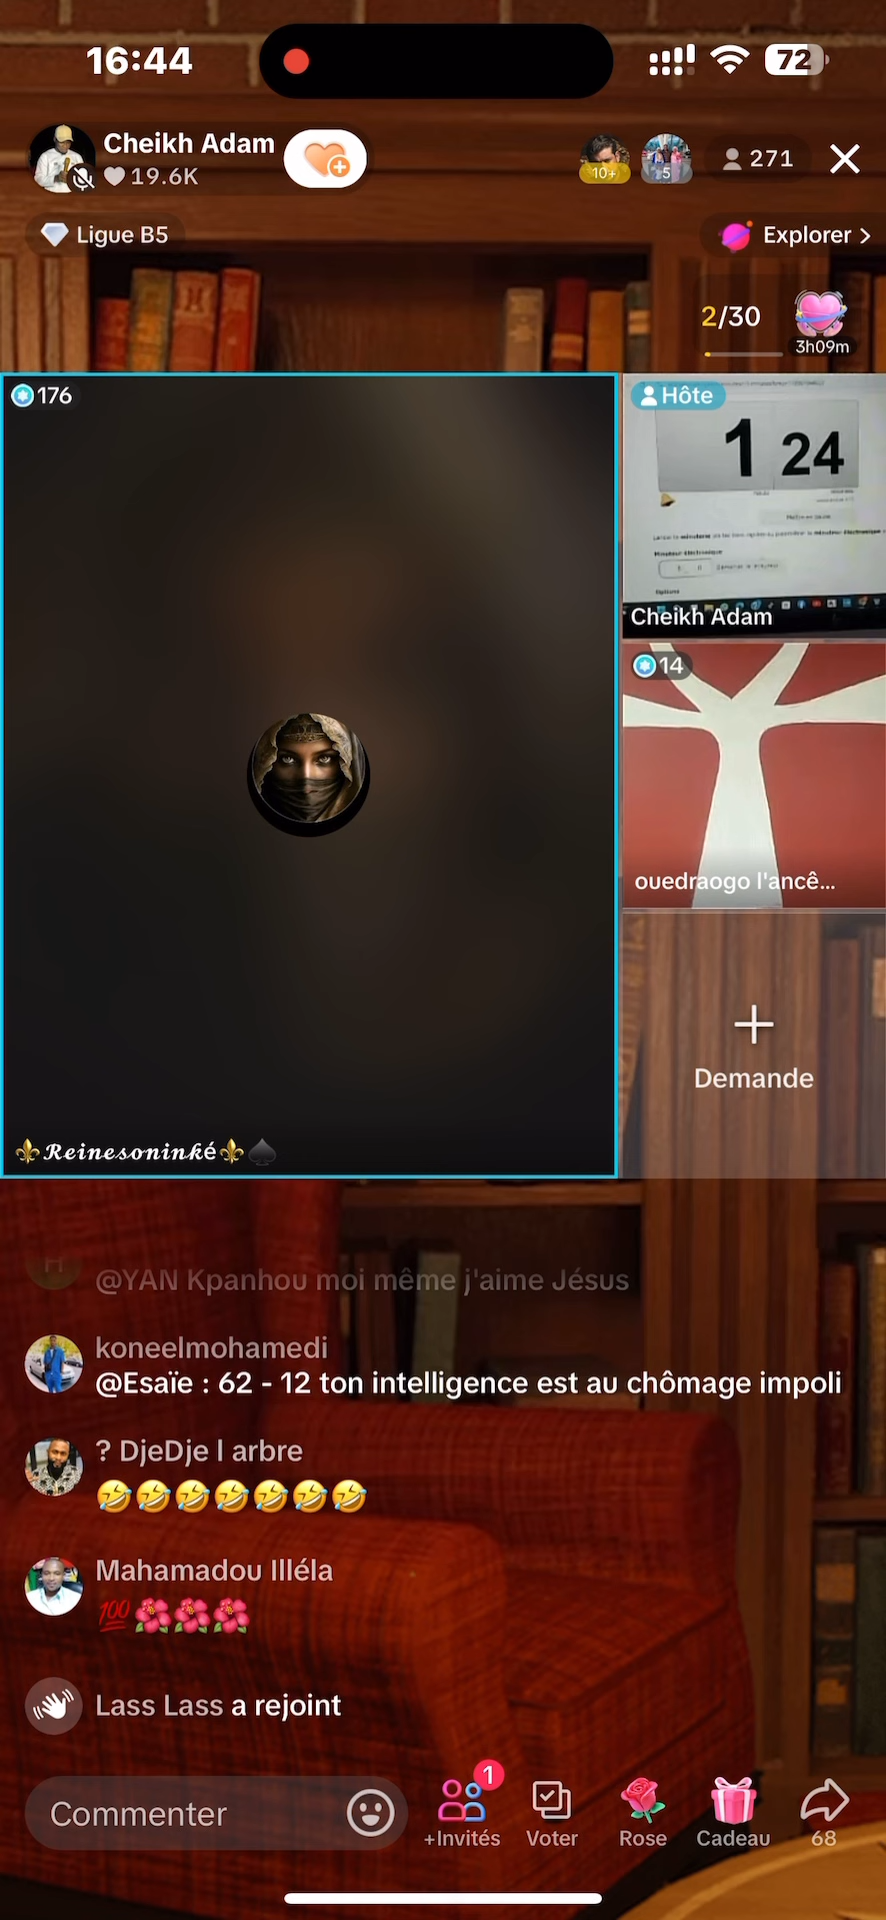 16:44
72
Cheikh Adam
19.6K
10+
5
271
Ligue B5
Explorer >
2/30
3h09m
176
Hôte
1 24
Cheikh Adam
14
ouedraogo l'ancê...
Demande
⚜️𝓡𝓮𝓲𝓷𝓮𝓼𝓸𝓷𝓲𝓷𝓴é⚜️♠️
@YAN Kpanhou moi même j'aime Jésus
koneelmohamedi
@Esaïe : 62 - 12 ton intelligence est au chômage impoli
? DjeDje l arbre
🤣🤣🤣🤣🤣🤣🤣
Mahamadou Illéla
💯🌺🌺🌺
Lass Lass a rejoint
Commenter
1
+Invités
Voter
Rose
Cadeau
68